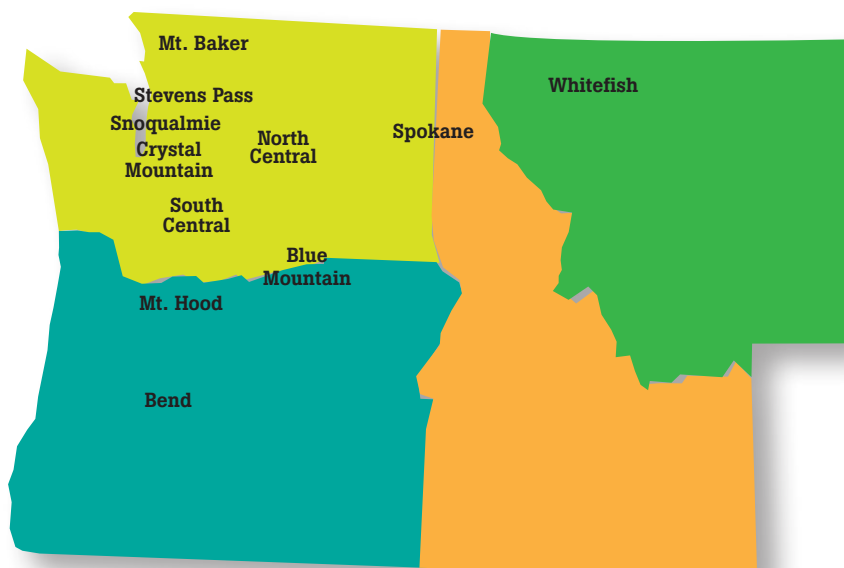 Mt. Baker
Whitefish
Stevens Pass
Snoqualmie
Spokane
North
Central
Crystal
Mountain
South
Central
Blue
Mountain
Mt. Hood
Bend